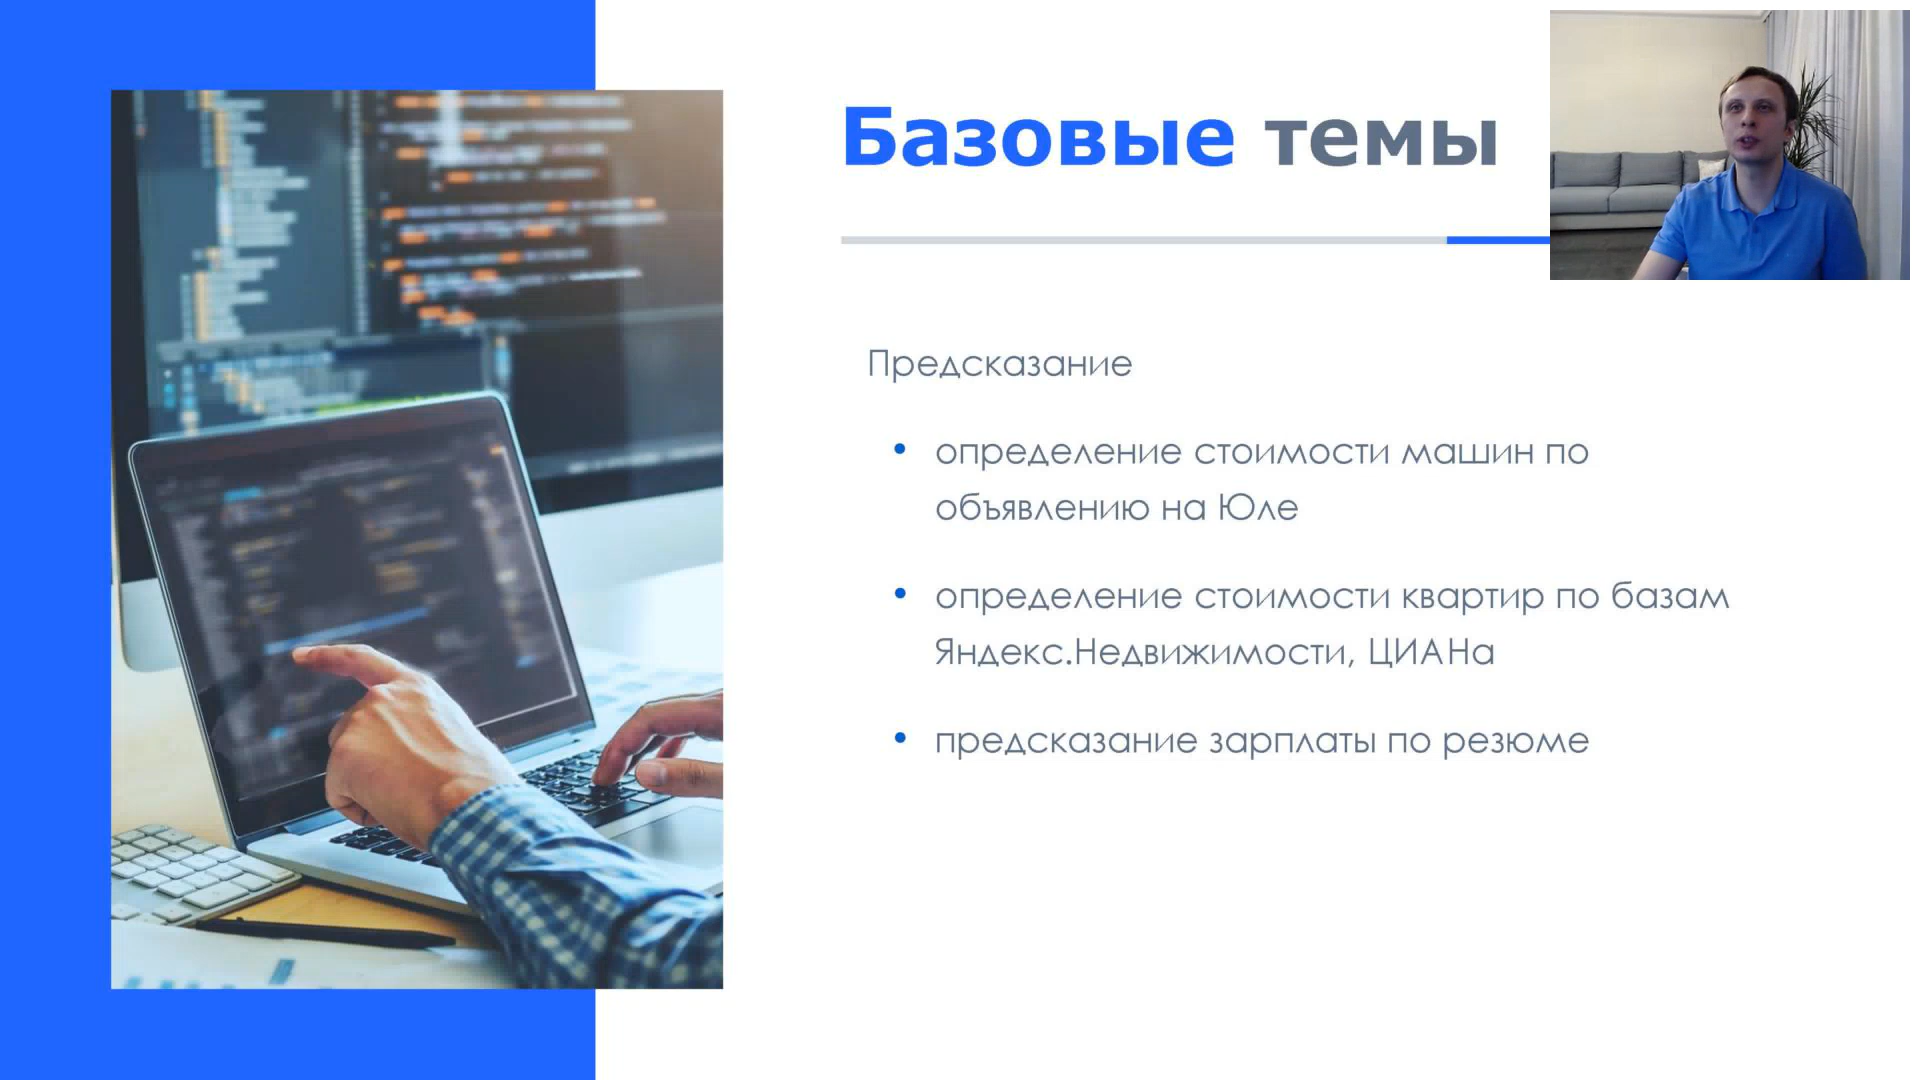 Базовые темы
Предсказание
• определение стоимости машин по
объявлению на Юле
• определение стоимости квартир по базам
Яндекс.Недвижимости, ЦИАНа
• предсказание зарплаты по резюме